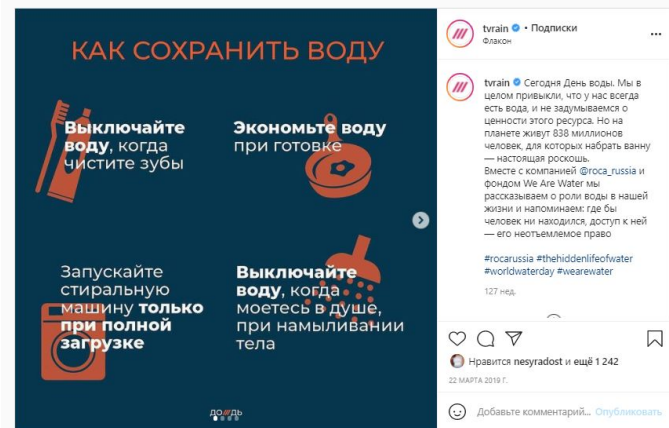 КАК СОХРАНИТЬ ВОДУ
Выключайте
воду, когда
чистите зубы
Экономьте воду
при готовке
Запускайте
стиральную
машину только
при полной
загрузке
Выключайте
воду, когда
моетесь в душе,
при намыливании
тела
ДО///ДЬ
tvrain • Подписки
Флакон
tvrain Сегодня День воды. Мы в
целом привыкли, что у нас всегда
есть вода, и не задумываемся о
ценности этого ресурса. Но на
планете живут 838 миллионов
человек, для которых набрать ванну
— настоящая роскошь.
Вместе с компанией @roca_russia и
фондом We Are Water мы
рассказываем о роли воды в нашей
жизни и напоминаем: где бы
человек ни находился, доступ к ней
— его неотъемлемое право
#rocarussia #thehiddenlifeofwater
#worldwaterday #wearewater
127 нед.
Нравится nesyradost и ещё 1 242
22 МАРТА 2019 Г.
Добавьте комментарий... Опубликовать